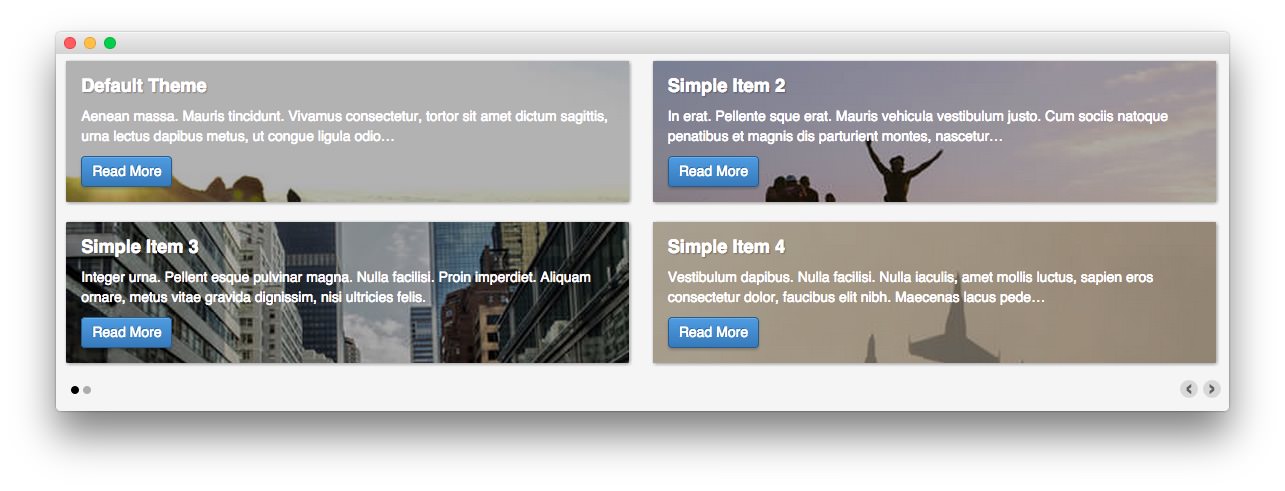 Default Theme
Aenean massa. Mauris tincidunt. Vivamus consectetur, tortor sit amet dictum sagittis,
urna lectus dapibus metus, ut congue ligula odio…
Read More
Simple Item 2
In erat. Pellente sque erat. Mauris vehicula vestibulum justo. Cum sociis natoque
penatibus et magnis dis parturient montes, nascetur…
Read More
Simple Item 3
Integer urna. Pellent esque pulvinar magna. Nulla facilisi. Proin imperdiet. Aliquam
ornare, metus vitae gravida dignissim, nisi ultricies felis.
Read More
Simple Item 4
Vestibulum dapibus. Nulla facilisi. Nulla iaculis, amet mollis luctus, sapien eros
consectetur dolor, faucibus elit nibh. Maecenas lacus pede…
Read More